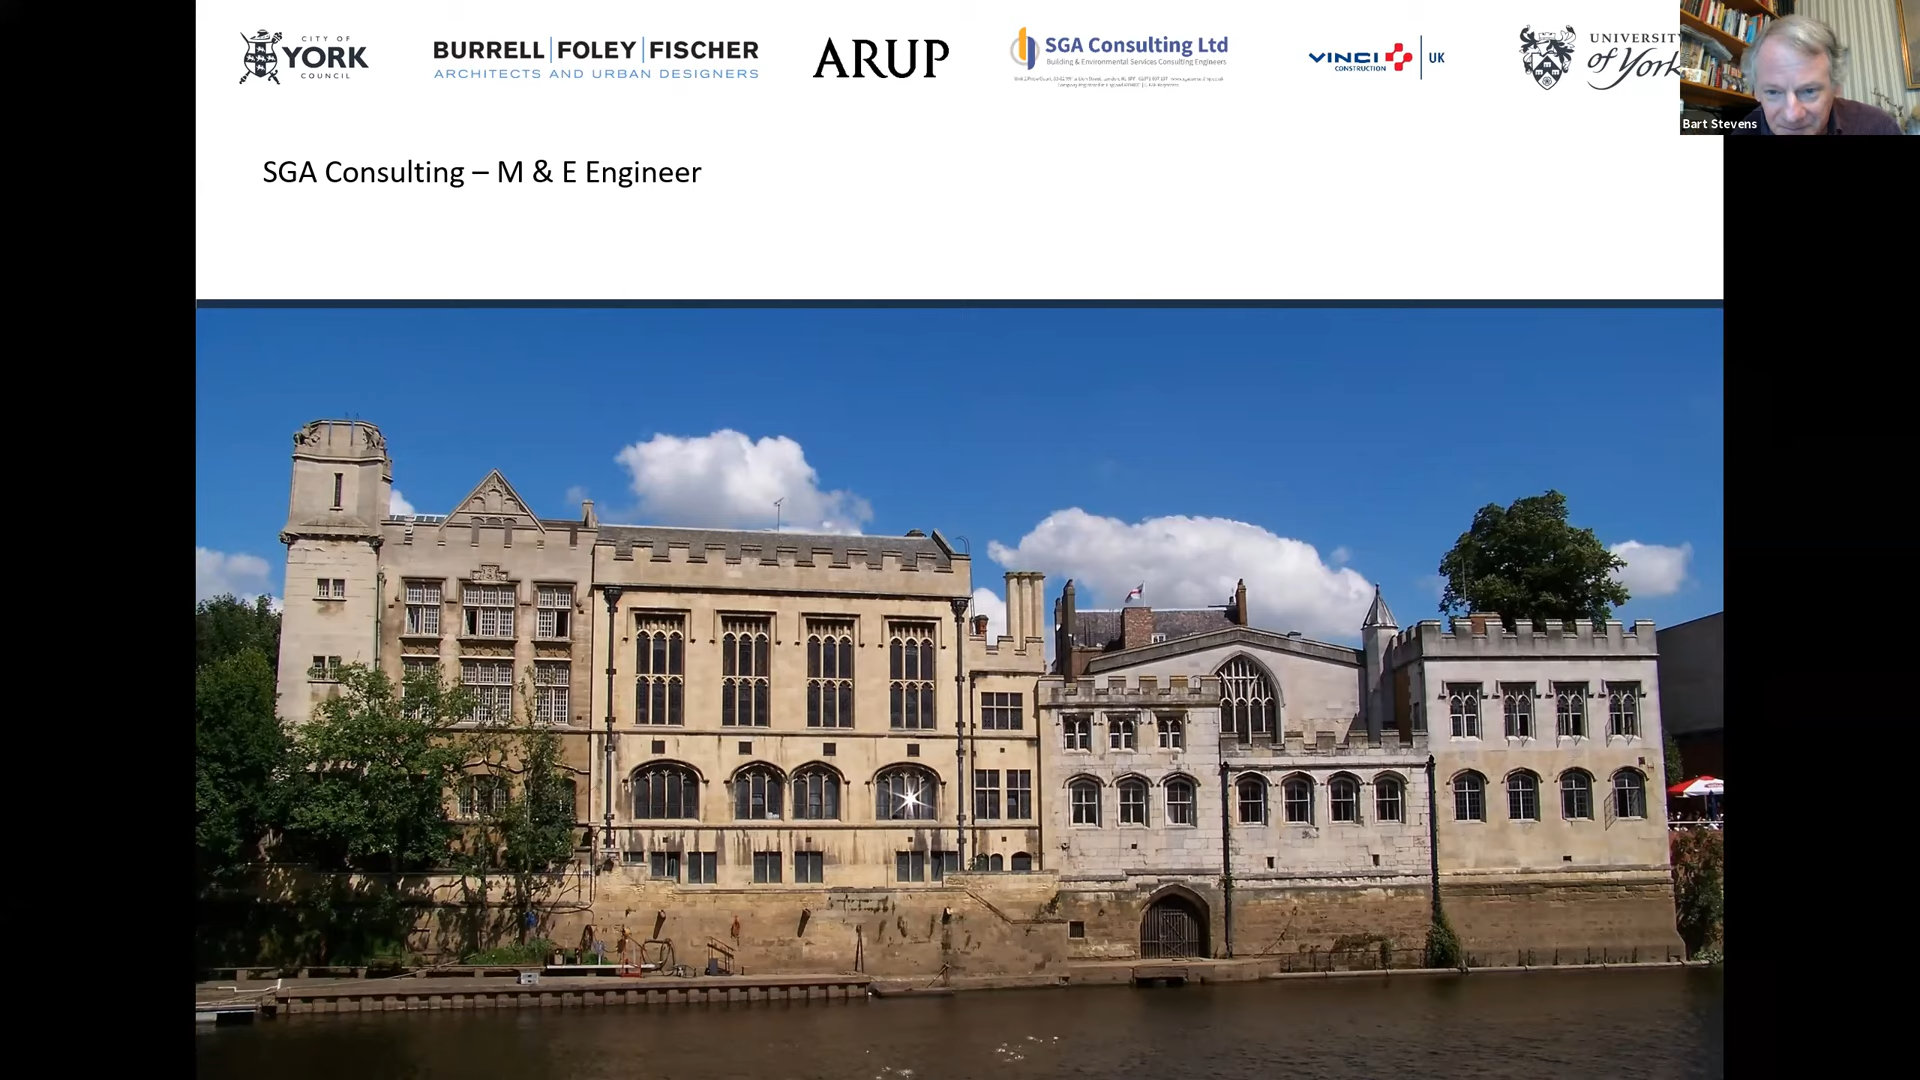 CITY OF
YORK
COUNCIL
BURRELL|FOLEY|FISCHER
ARCHITECTS AND URBAN DESIGNERS
ARUP
SGA Consulting Ltd
Building & Environmental Services Consulting Engineers
VINCI
CONSTRUCTION
UK
UNIVERSITY
of York
Bart Stevens
SGA Consulting – M & E Engineer